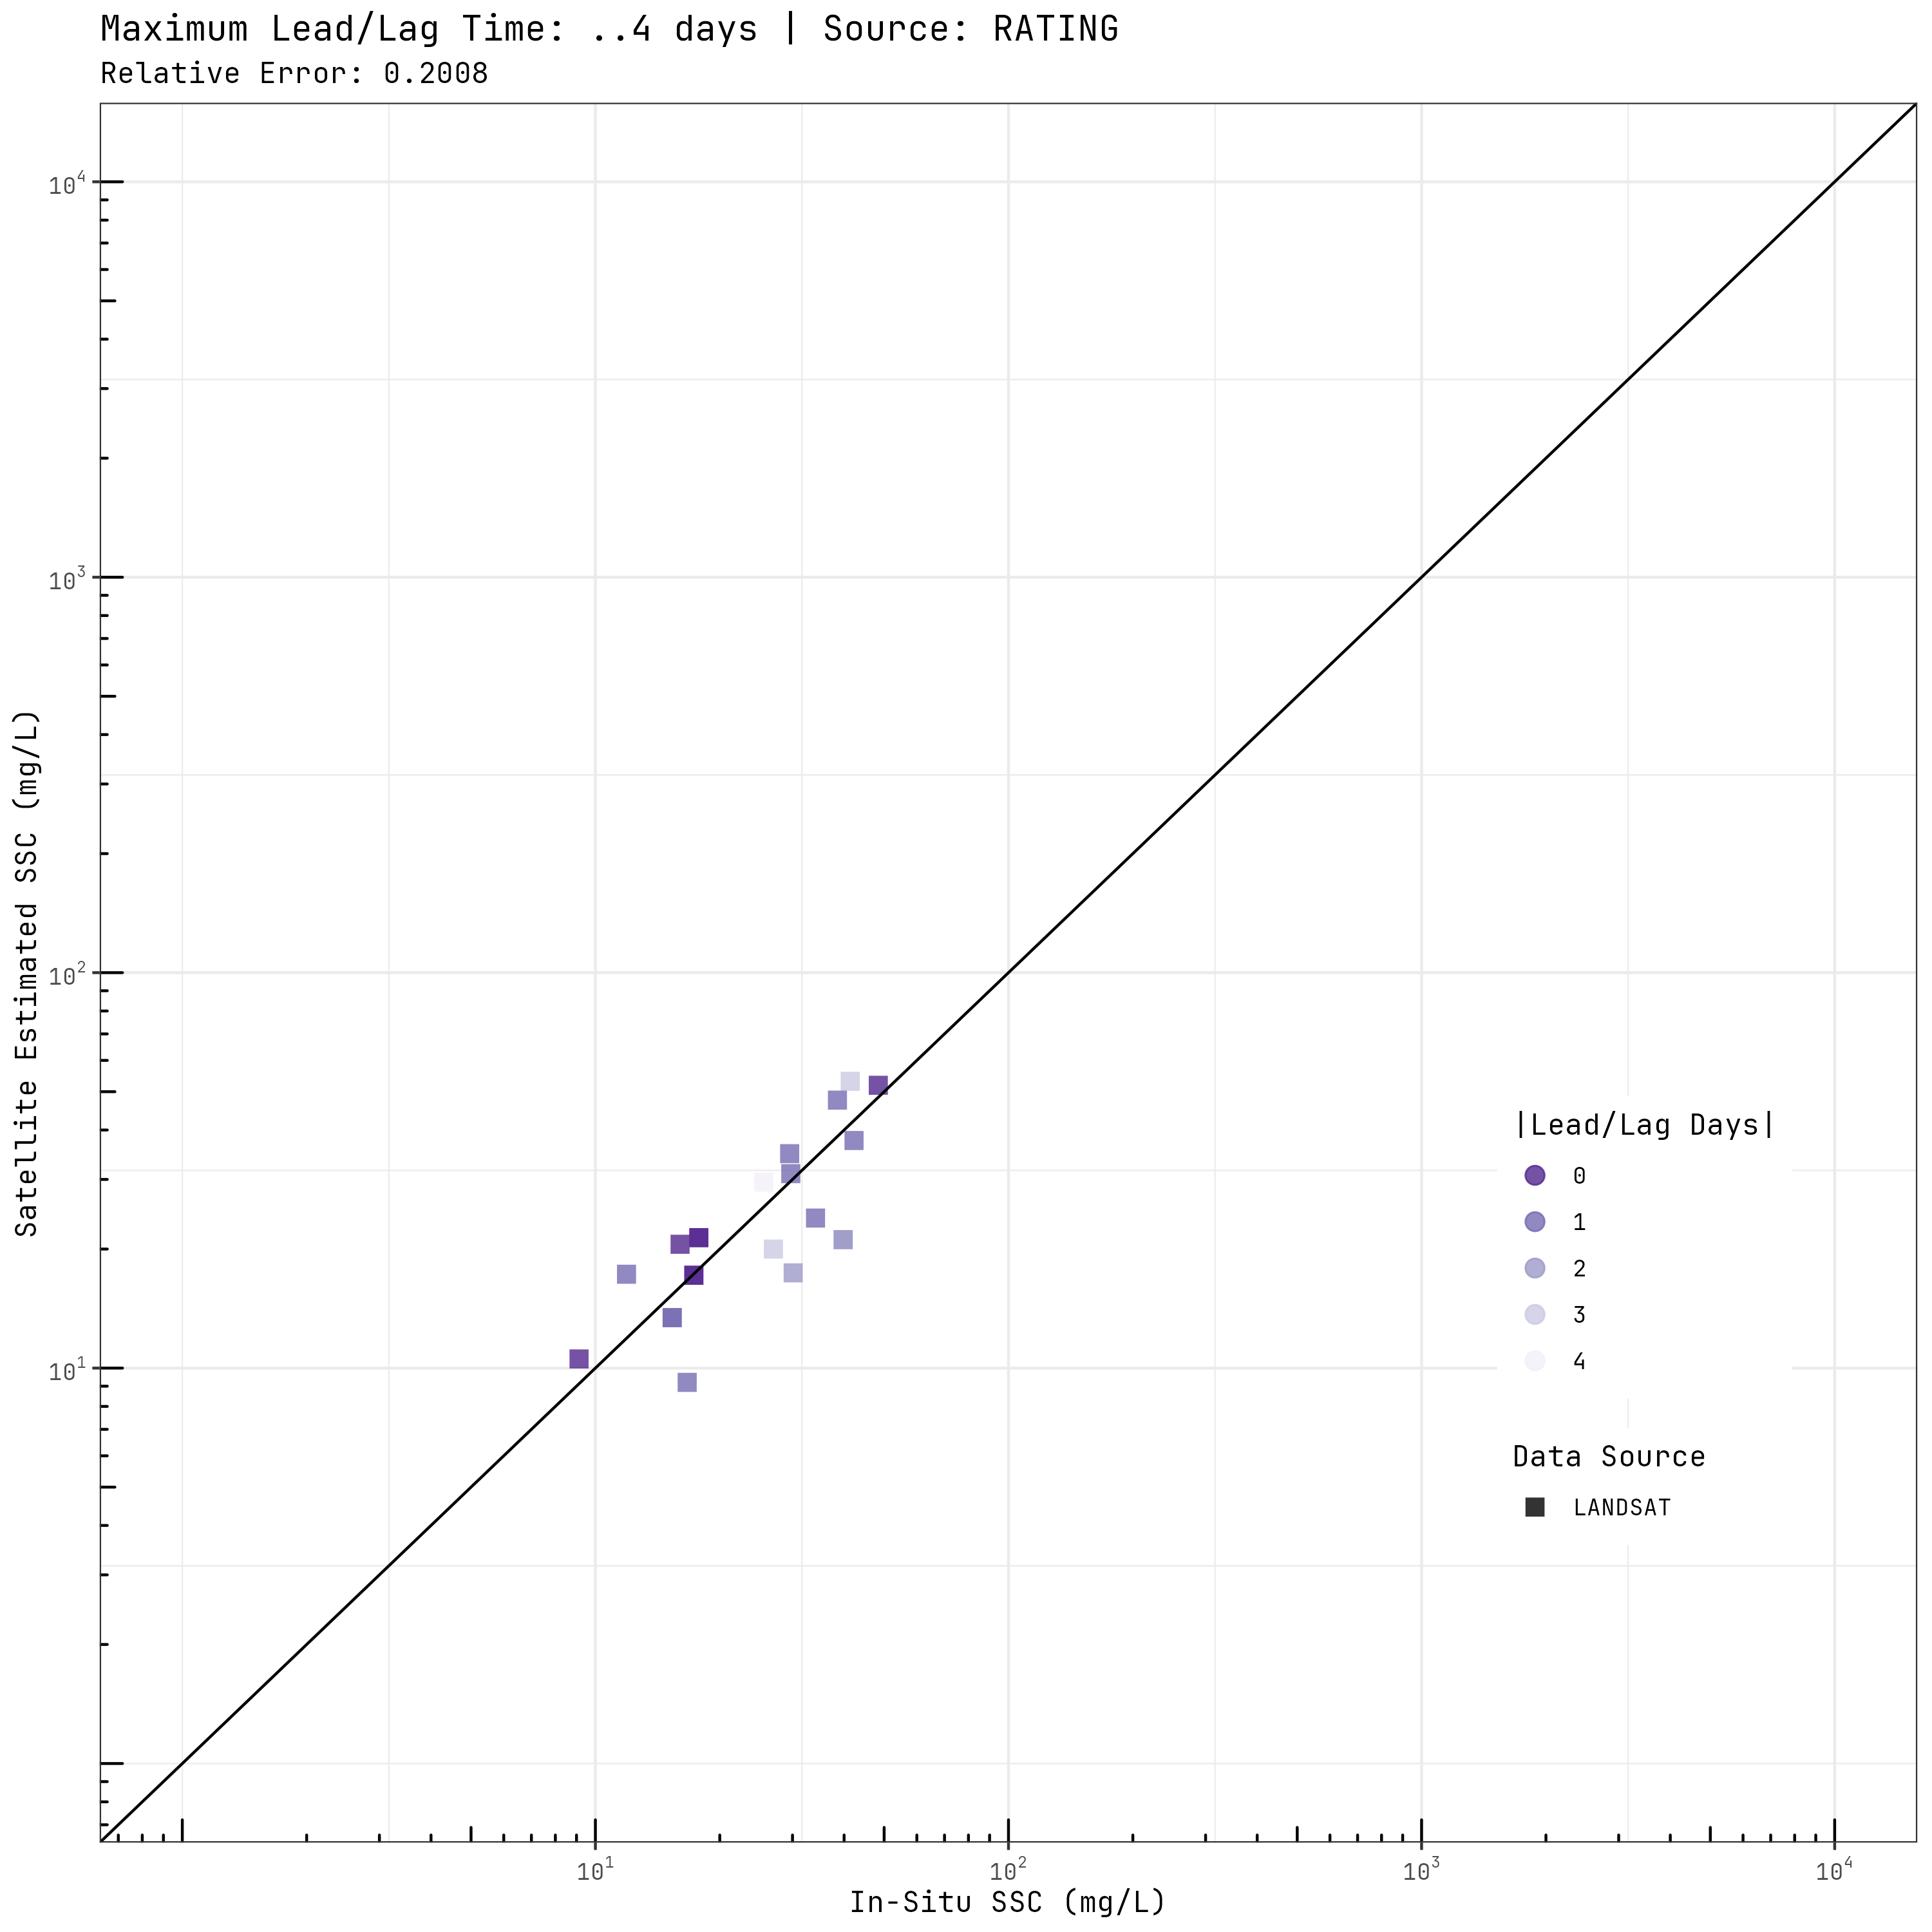 Maximum Lead/Lag Time: ..4 days | Source: RATING
Relative Error: 0.2008
10⁴
10³
10²
10¹
Satellite Estimated SSC (mg/L)
|Lead/Lag Days|
0
1
2
3
4
Data Source
LANDSAT
10¹ 10² 10³ 10⁴
In-Situ SSC (mg/L)